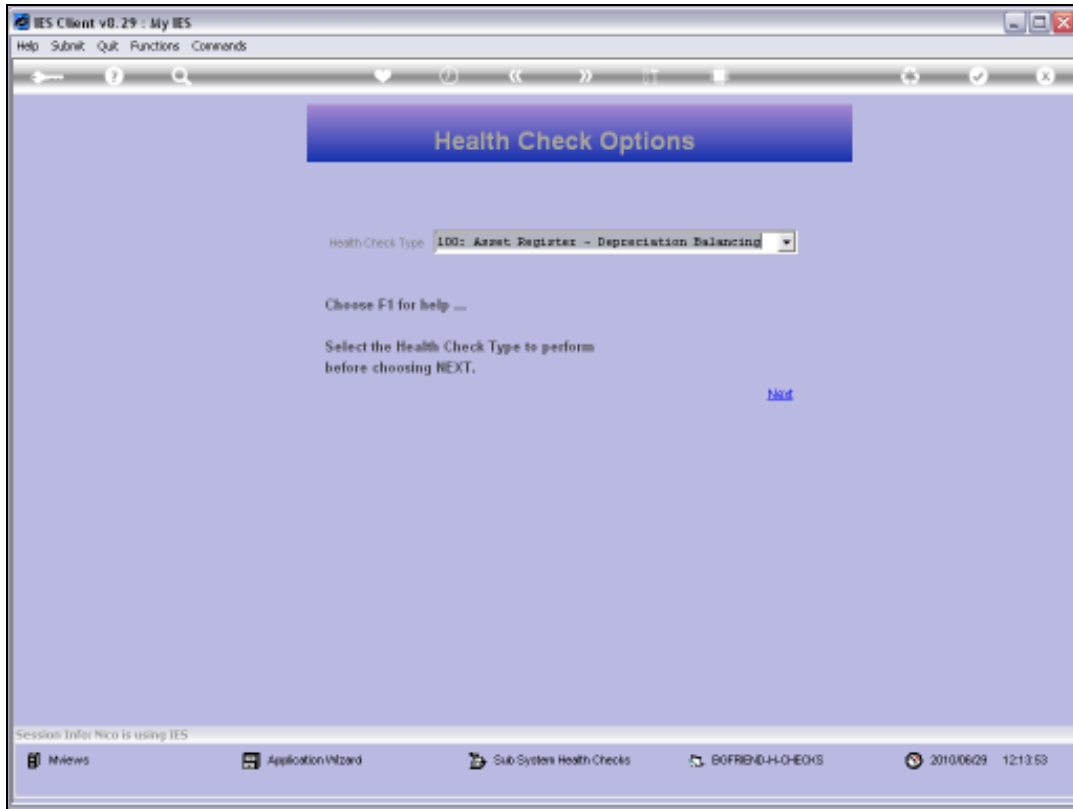 IES Client v8.29 : My IES
Help Submit Quit Functions Commands
Health Check Options
Health Check Type 100: Asset Register - Depreciation Balancing
Choose F1 for help ...
Select the Health Check Type to perform
before choosing NEXT.
Next
Session Info: Nico is using IES
Mviews Application Wizard Sub System Health Checks BOFRIEND-H-CHECKS 2010/06/29 12:13:53